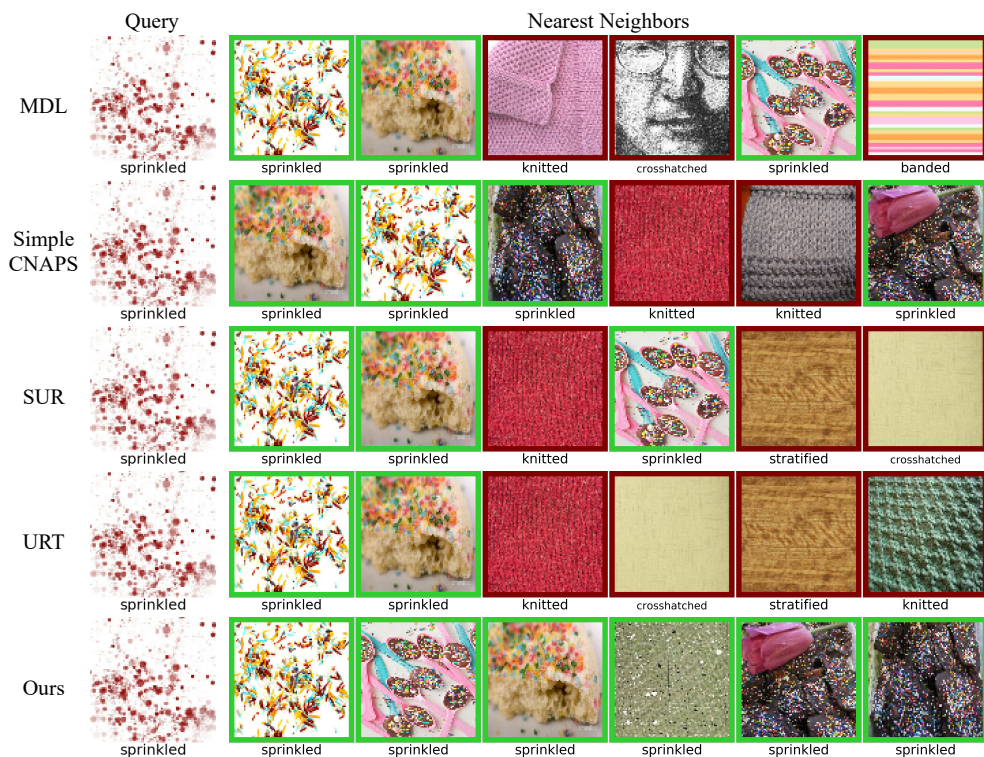 Query Nearest Neighbors
MDL
sprinkled sprinkled sprinkled knitted crosshatched sprinkled banded
Simple
CNAPS
sprinkled sprinkled sprinkled sprinkled knitted knitted sprinkled
SUR
sprinkled sprinkled sprinkled knitted sprinkled stratified crosshatched
URT
sprinkled sprinkled sprinkled knitted crosshatched stratified knitted
Ours
sprinkled sprinkled sprinkled sprinkled sprinkled sprinkled sprinkled